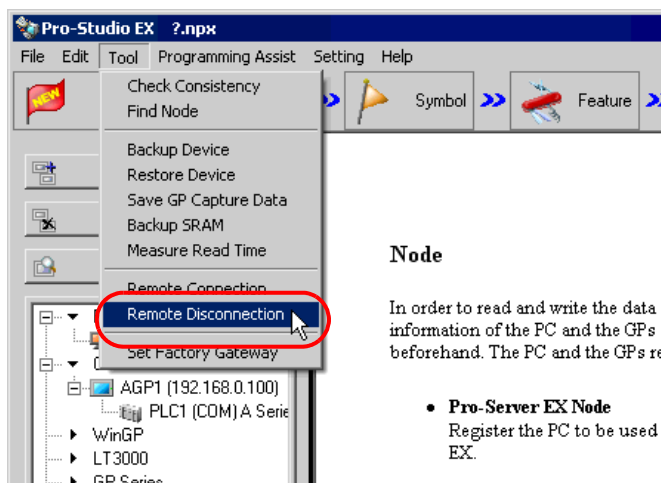 Pro-Studio EX ?.npx
File Edit Tool Programming Assist Setting Help
NEW
Symbol
Feature
Check Consistency
Find Node
Backup Device
Restore Device
Save GP Capture Data
Backup SRAM
Measure Read Time
Remote Connection
Remote Disconnection
Set Factory Gateway
AGP1 (192.168.0.100)
PLC1 (COM) A Serie
WinGP
LT3000
GP Series
Node
In order to read and write the data
information of the PC and the GPs
beforehand. The PC and the GPs re
• Pro-Server EX Node
Register the PC to be used
EX.